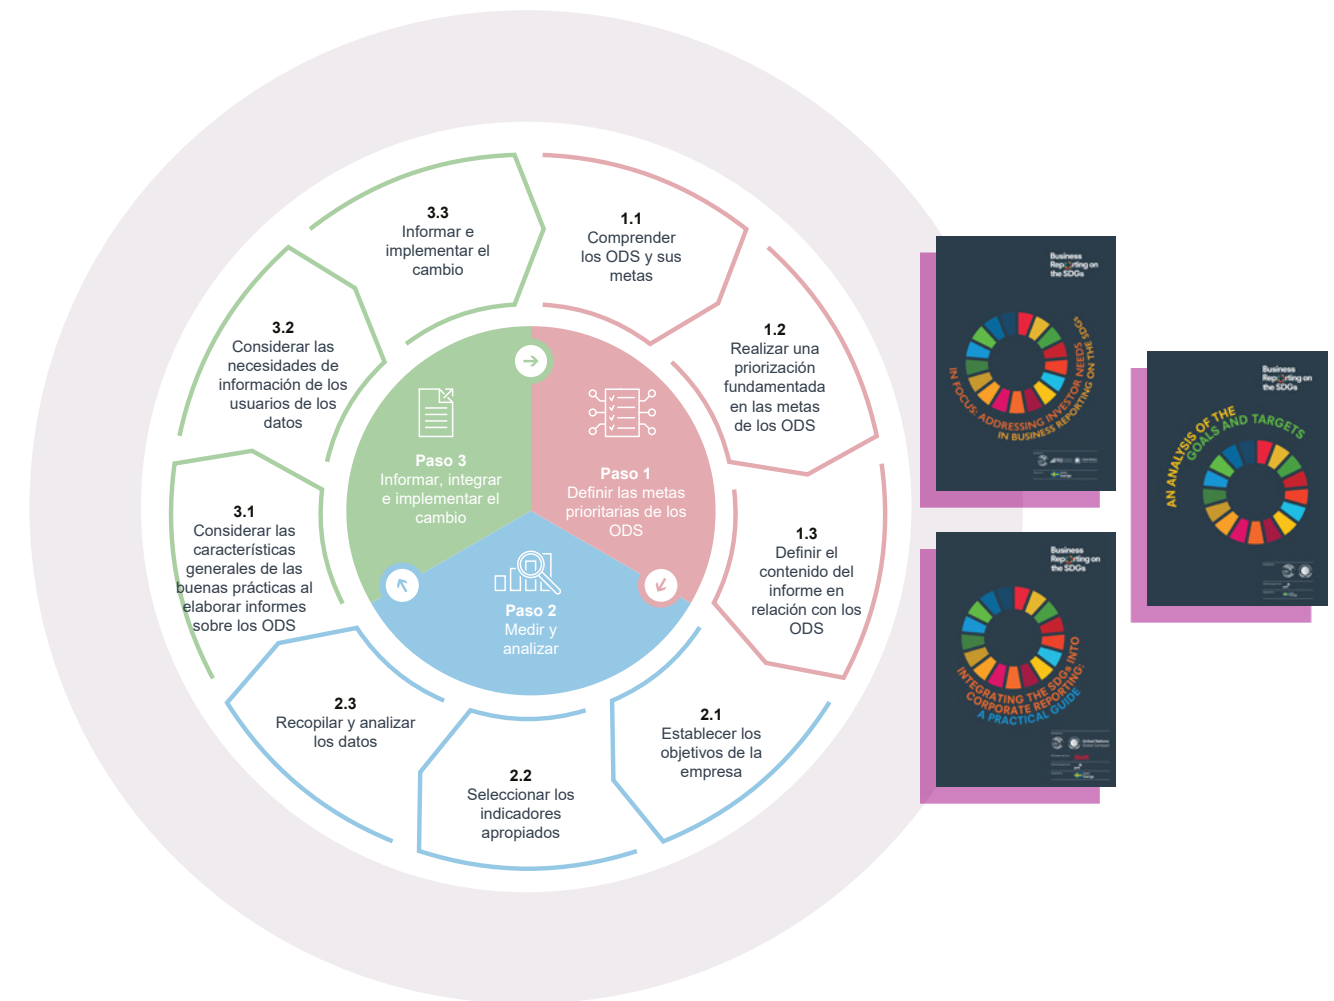 1.1
Comprender
los ODS y sus
metas
1.2
Realizar una
priorización
fundamentada
en las metas
de los ODS
1.3
Definir el
contenido del
informe en
relación con los
ODS
2.1
Establecer los
objetivos de la
empresa
2.2
Seleccionar los
indicadores
apropiados
2.3
Recopilar y analizar
los datos
3.1
Considerar las
características
generales de las
buenas prácticas al
elaborar informes
sobre los ODS
3.2
Considerar las
necesidades de
información de los
usuarios de los
datos
3.3
Informar e
implementar el
cambio
Paso 1
Definir las metas
prioritarias de los
ODS
Paso 2
Medir y
analizar
Paso 3
Informar, integrar
e implementar el
cambio
Business
Reporting on
the SDGs
IN FOCUS: ADDRESSING INVESTOR NEEDS
IN BUSINESS REPORTING ON THE SDGs
Business
Reporting on
the SDGs
AN ANALYSIS OF THE
GOALS AND TARGETS
Business
Reporting on
the SDGs
INTEGRATING THE SDGs INTO
CORPORATE REPORTING:
A PRACTICAL GUIDE
United Nations
Global Compact